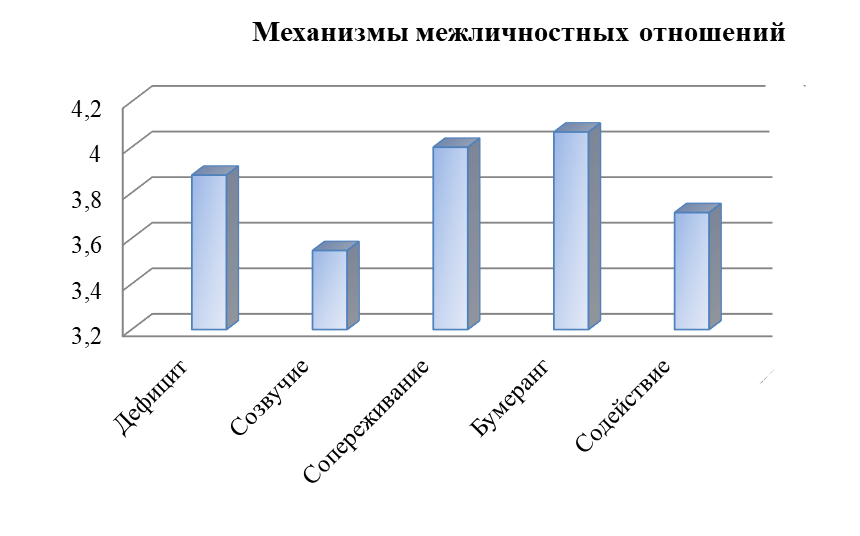 Механизмы межличностных отношений
4,2
4
3,8
3,6
3,4
3,2
Дефицит
Созвучие
Сопереживание
Бумеранг
Содействие